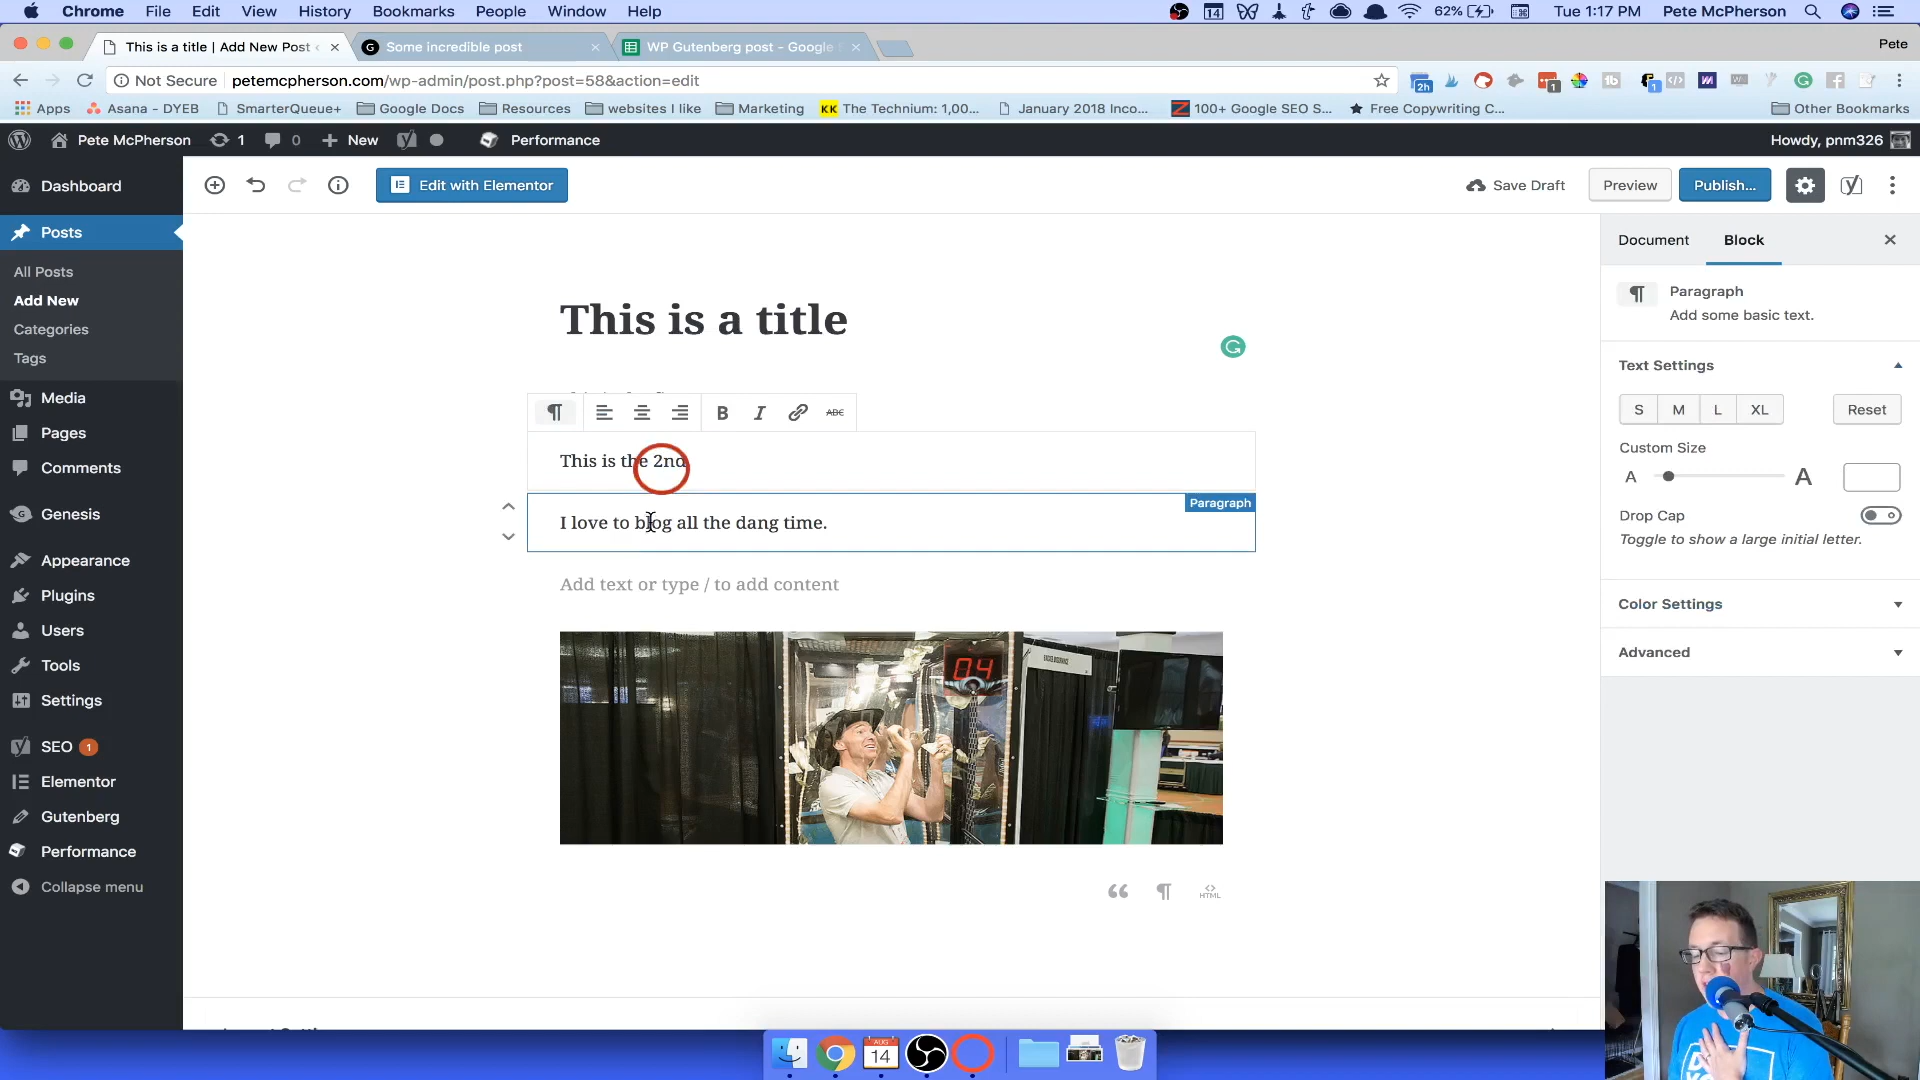 Chrome File Edit View History Bookmarks People Window Help 14 62% Tue 1:17 PM Pete McPherson
This is a title | Add New Post Some incredible post WP Gutenberg post - Google Pete
Not Secure petemcpherson.com/wp-admin/post.php?post=58&action=edit
Apps Asana - DYEB SmarterQueue+ Google Docs Resources websites I like Marketing KK The Technium: 1,00... January 2018 Inco... 100+ Google SEO S... Free Copywriting C... Other Bookmarks
Pete McPherson 1 0 New Performance Howdy, pnm326
Dashboard
Posts
All Posts
Add New
Categories
Tags
Media
Pages
Comments
Genesis
Appearance
Plugins
Users
Tools
Settings
SEO 1
Elementor
Gutenberg
Performance
Collapse menu
Edit with Elementor Save Draft Preview Publish...
This is a title
B I ABC
This is the 2nd
Paragraph
I love to blog all the dang time.
Add text or type / to add content
04
HTML
Document Block
Paragraph
Add some basic text.
Text Settings
S M L XL Reset
Custom Size
A A
Drop Cap
Toggle to show a large initial letter.
Color Settings
Advanced
AUG
14